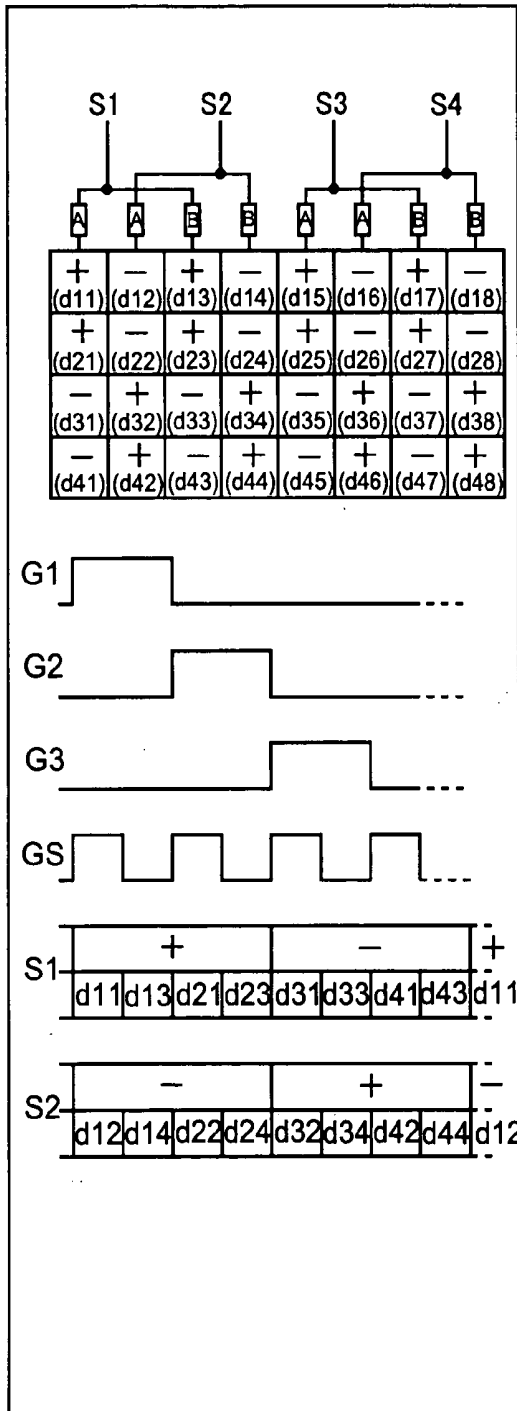 S1 S2 S3 S4
A A B B A A B B
+ − + − + − + −
(d11) (d12) (d13) (d14) (d15) (d16) (d17) (d18)
+ − + − + − + −
(d21) (d22) (d23) (d24) (d25) (d26) (d27) (d28)
− + − + − + − +
(d31) (d32) (d33) (d34) (d35) (d36) (d37) (d38)
− + − + − + − +
(d41) (d42) (d43) (d44) (d45) (d46) (d47) (d48)
G1
G2
G3
GS
+ − +
S1
d11 d13 d21 d23 d31 d33 d41 d43 d11
− + −
S2
d12 d14 d22 d24 d32 d34 d42 d44 d12